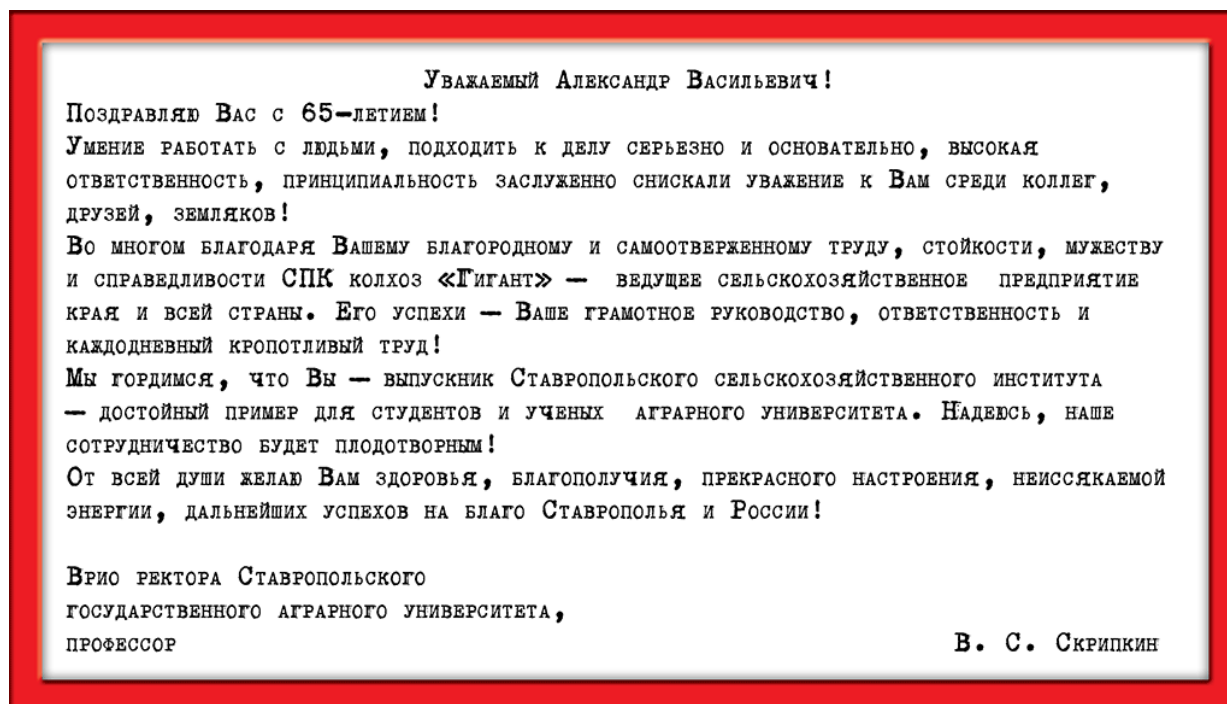 Уважаемый Александр Васильевич!
Поздравляю Вас с 65–летием!
Умение работать с людьми, подходить к делу серьезно и основательно, высокая
ответственность, принципиальность заслуженно снискали уважение к Вам среди коллег,
друзей, земляков!
Во многом благодаря Вашему благородному и самоотверженному труду, стойкости, мужеству
и справедливости СПК колхоз «Гигант» — ведущее сельскохозяйственное предприятие
края и всей страны. Его успехи — Ваше грамотное руководство, ответственность и
каждодневный кропотливый труд!
Мы гордимся, что Вы — выпускник Ставропольского сельскохозяйственного института
— достойный пример для студентов и ученых аграрного университета. Надеюсь, наше
сотрудничество будет плодотворным!
От всей души желаю Вам здоровья, благополучия, прекрасного настроения, неиссякаемой
энергии, дальнейших успехов на благо Ставрополья и России!
Врио ректора Ставропольского
государственного аграрного университета,
профессор В. С. Скрипкин